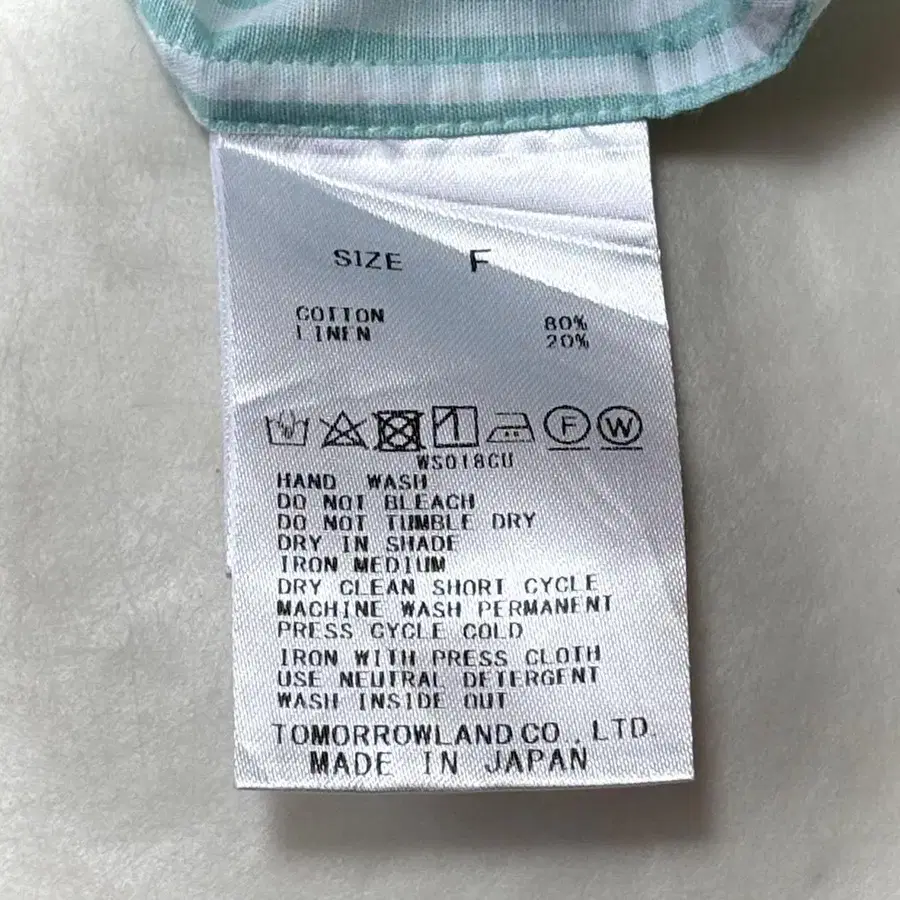 SIZE F
COTTON 80%
LINEN 20%
F W
WS018CU
HAND WASH
DO NOT BLEACH
DO NOT TUMBLE DRY
DRY IN SHADE
IRON MEDIUM
DRY CLEAN SHORT CYCLE
MACHINE WASH PERMANENT
PRESS CYCLE COLD
IRON WITH PRESS CLOTH
USE NEUTRAL DETERGENT
WASH INSIDE OUT
TOMORROWLAND CO., LTD.
MADE IN JAPAN